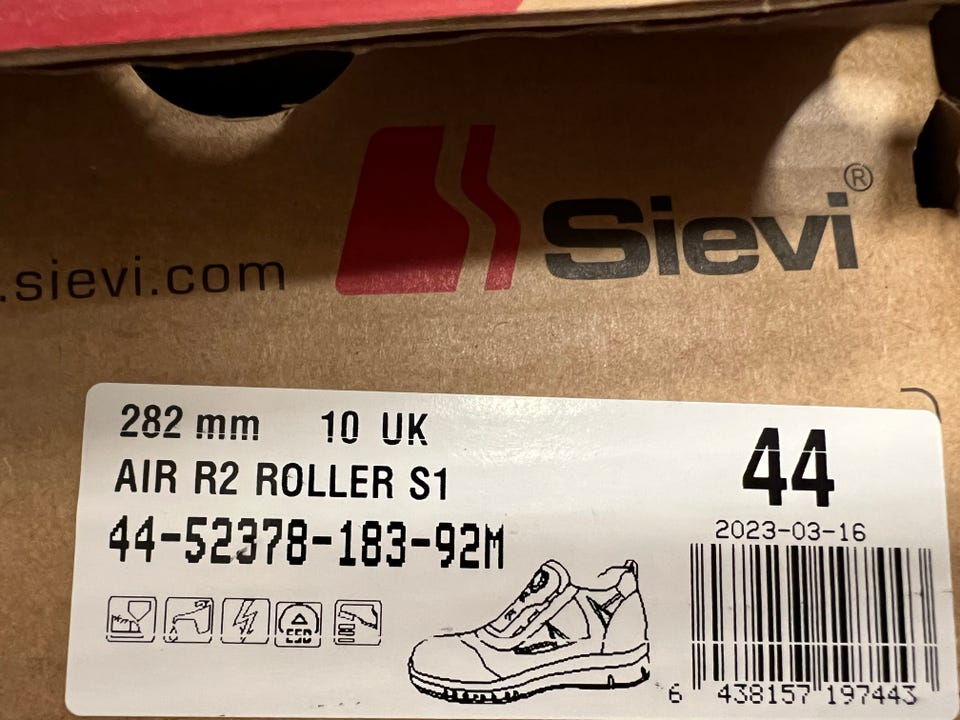 Sievi®
.sievi.com
282 mm 10 UK
AIR R2 ROLLER S1
44-52378-183-92M
44
2023-03-16
ESD
6 438157 197443